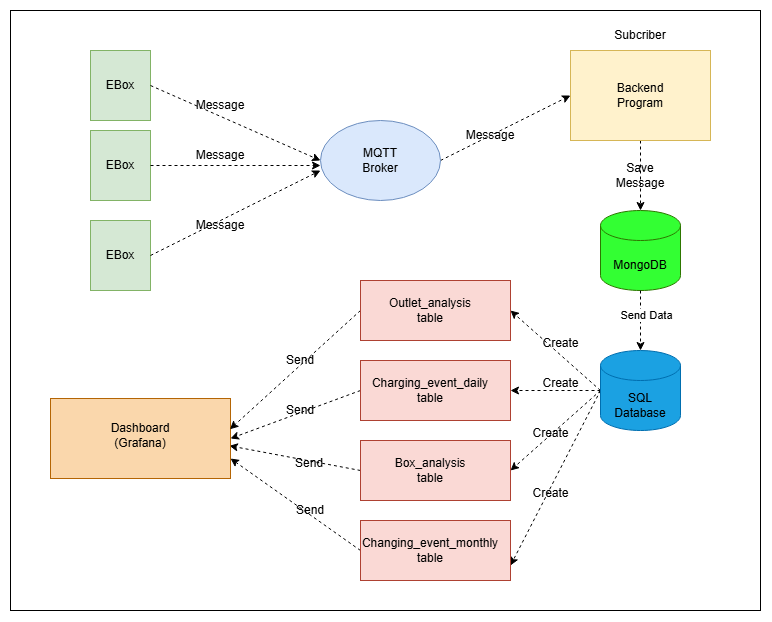 Subcriber
EBox
Message
Backend
Program
MQTT
Broker
Message
EBox
Message
Save
Message
EBox
Message
MongoDB
Send Data
Outlet_analysis
table
Create
Send
Charging_event_daily
table
Create
SQL
Database
Send
Dashboard
(Grafana)
Create
Box_analysis
table
Send
Create
Send
Changing_event_monthly
table